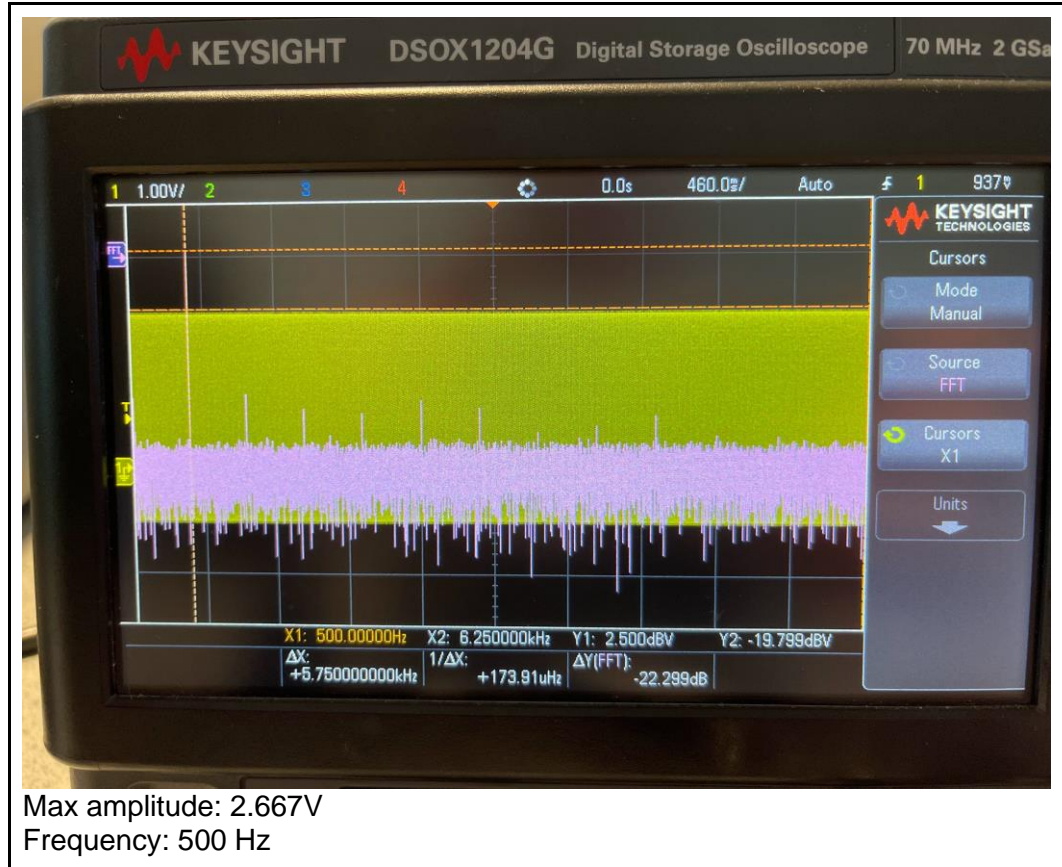 KEYSIGHT DSOX1204G Digital Storage Oscilloscope 70 MHz 2 GSa
1 1.00V/ 2 3 4 0.0s 460.0 Auto 1 937
FFT
KEYSIGHT
TECHNOLOGIES
Cursors
Mode
Manual
Source
FFT
T
Cursors
X1
1
Units
X1: 500.00000Hz X2: 6.250000kHz Y1: 2.500dBV Y2: -19.799dBV
ΔX: 1/ΔX: ΔY(FFT):
+5.750000000kHz +173.91uHz -22.299dB
Max amplitude: 2.667V
Frequency: 500 Hz